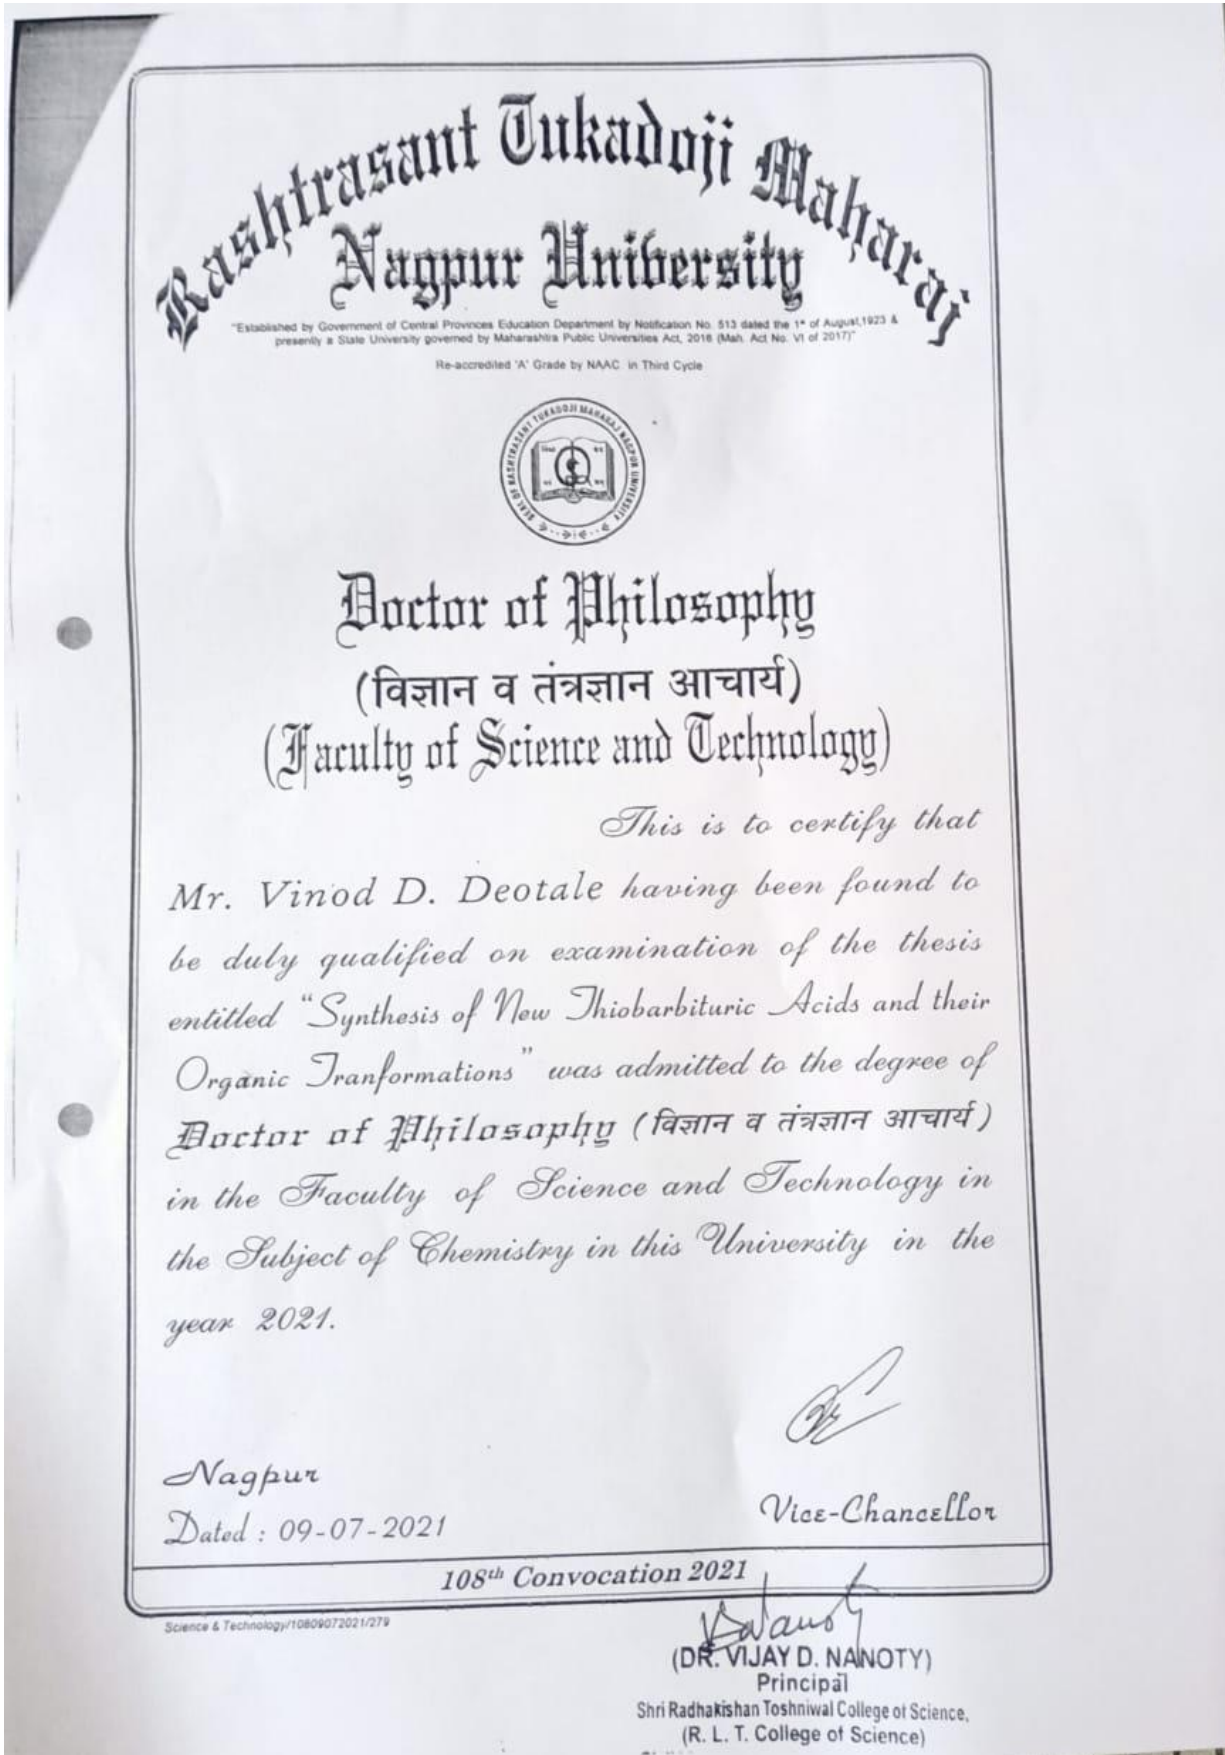 Rashtrasant Tukadoji Maharaj
Nagpur University
"Established by Government of Central Provinces Education Department by Notification No. 513 dated the 1st of August,1923 &
presently a State University governed by Maharashtra Public Universities Act, 2016 (Mah. Act No. VI of 2017)"
Re-accredited 'A' Grade by NAAC in Third Cycle
SEAL OF RASHTRASANT TUKADOJI MAHARAJ NAGPUR UNIVERSITY
Doctor of Philosophy
(विज्ञान व तंत्रज्ञान आचार्य)
(Faculty of Science and Technology)
This is to certify that
Mr. Vinod D. Deotale having been found to
be duly qualified on examination of the thesis
entitled "Synthesis of New Thiobarbituric Acids and their
Organic Tranformations" was admitted to the degree of
Doctor of Philosophy (विज्ञान व तंत्रज्ञान आचार्य)
in the Faculty of Science and Technology in
the Subject of Chemistry in this University in the
year 2021.
Nagpur
Dated : 09-07-2021
Vice-Chancellor
108th Convocation 2021
Science & Technology/10809072021/279
(DR. VIJAY D. NANOTY)
Principal
Shri Radhakishan Toshniwal College of Science,
(R. L. T. College of Science)